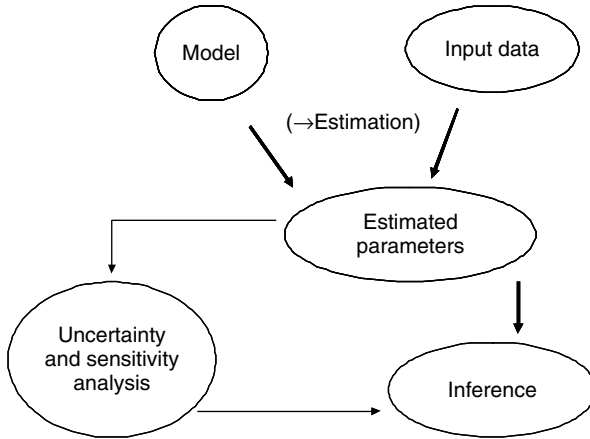 Model
Input data
(→Estimation)
Estimated
parameters
Uncertainty
and sensitivity
analysis
Inference